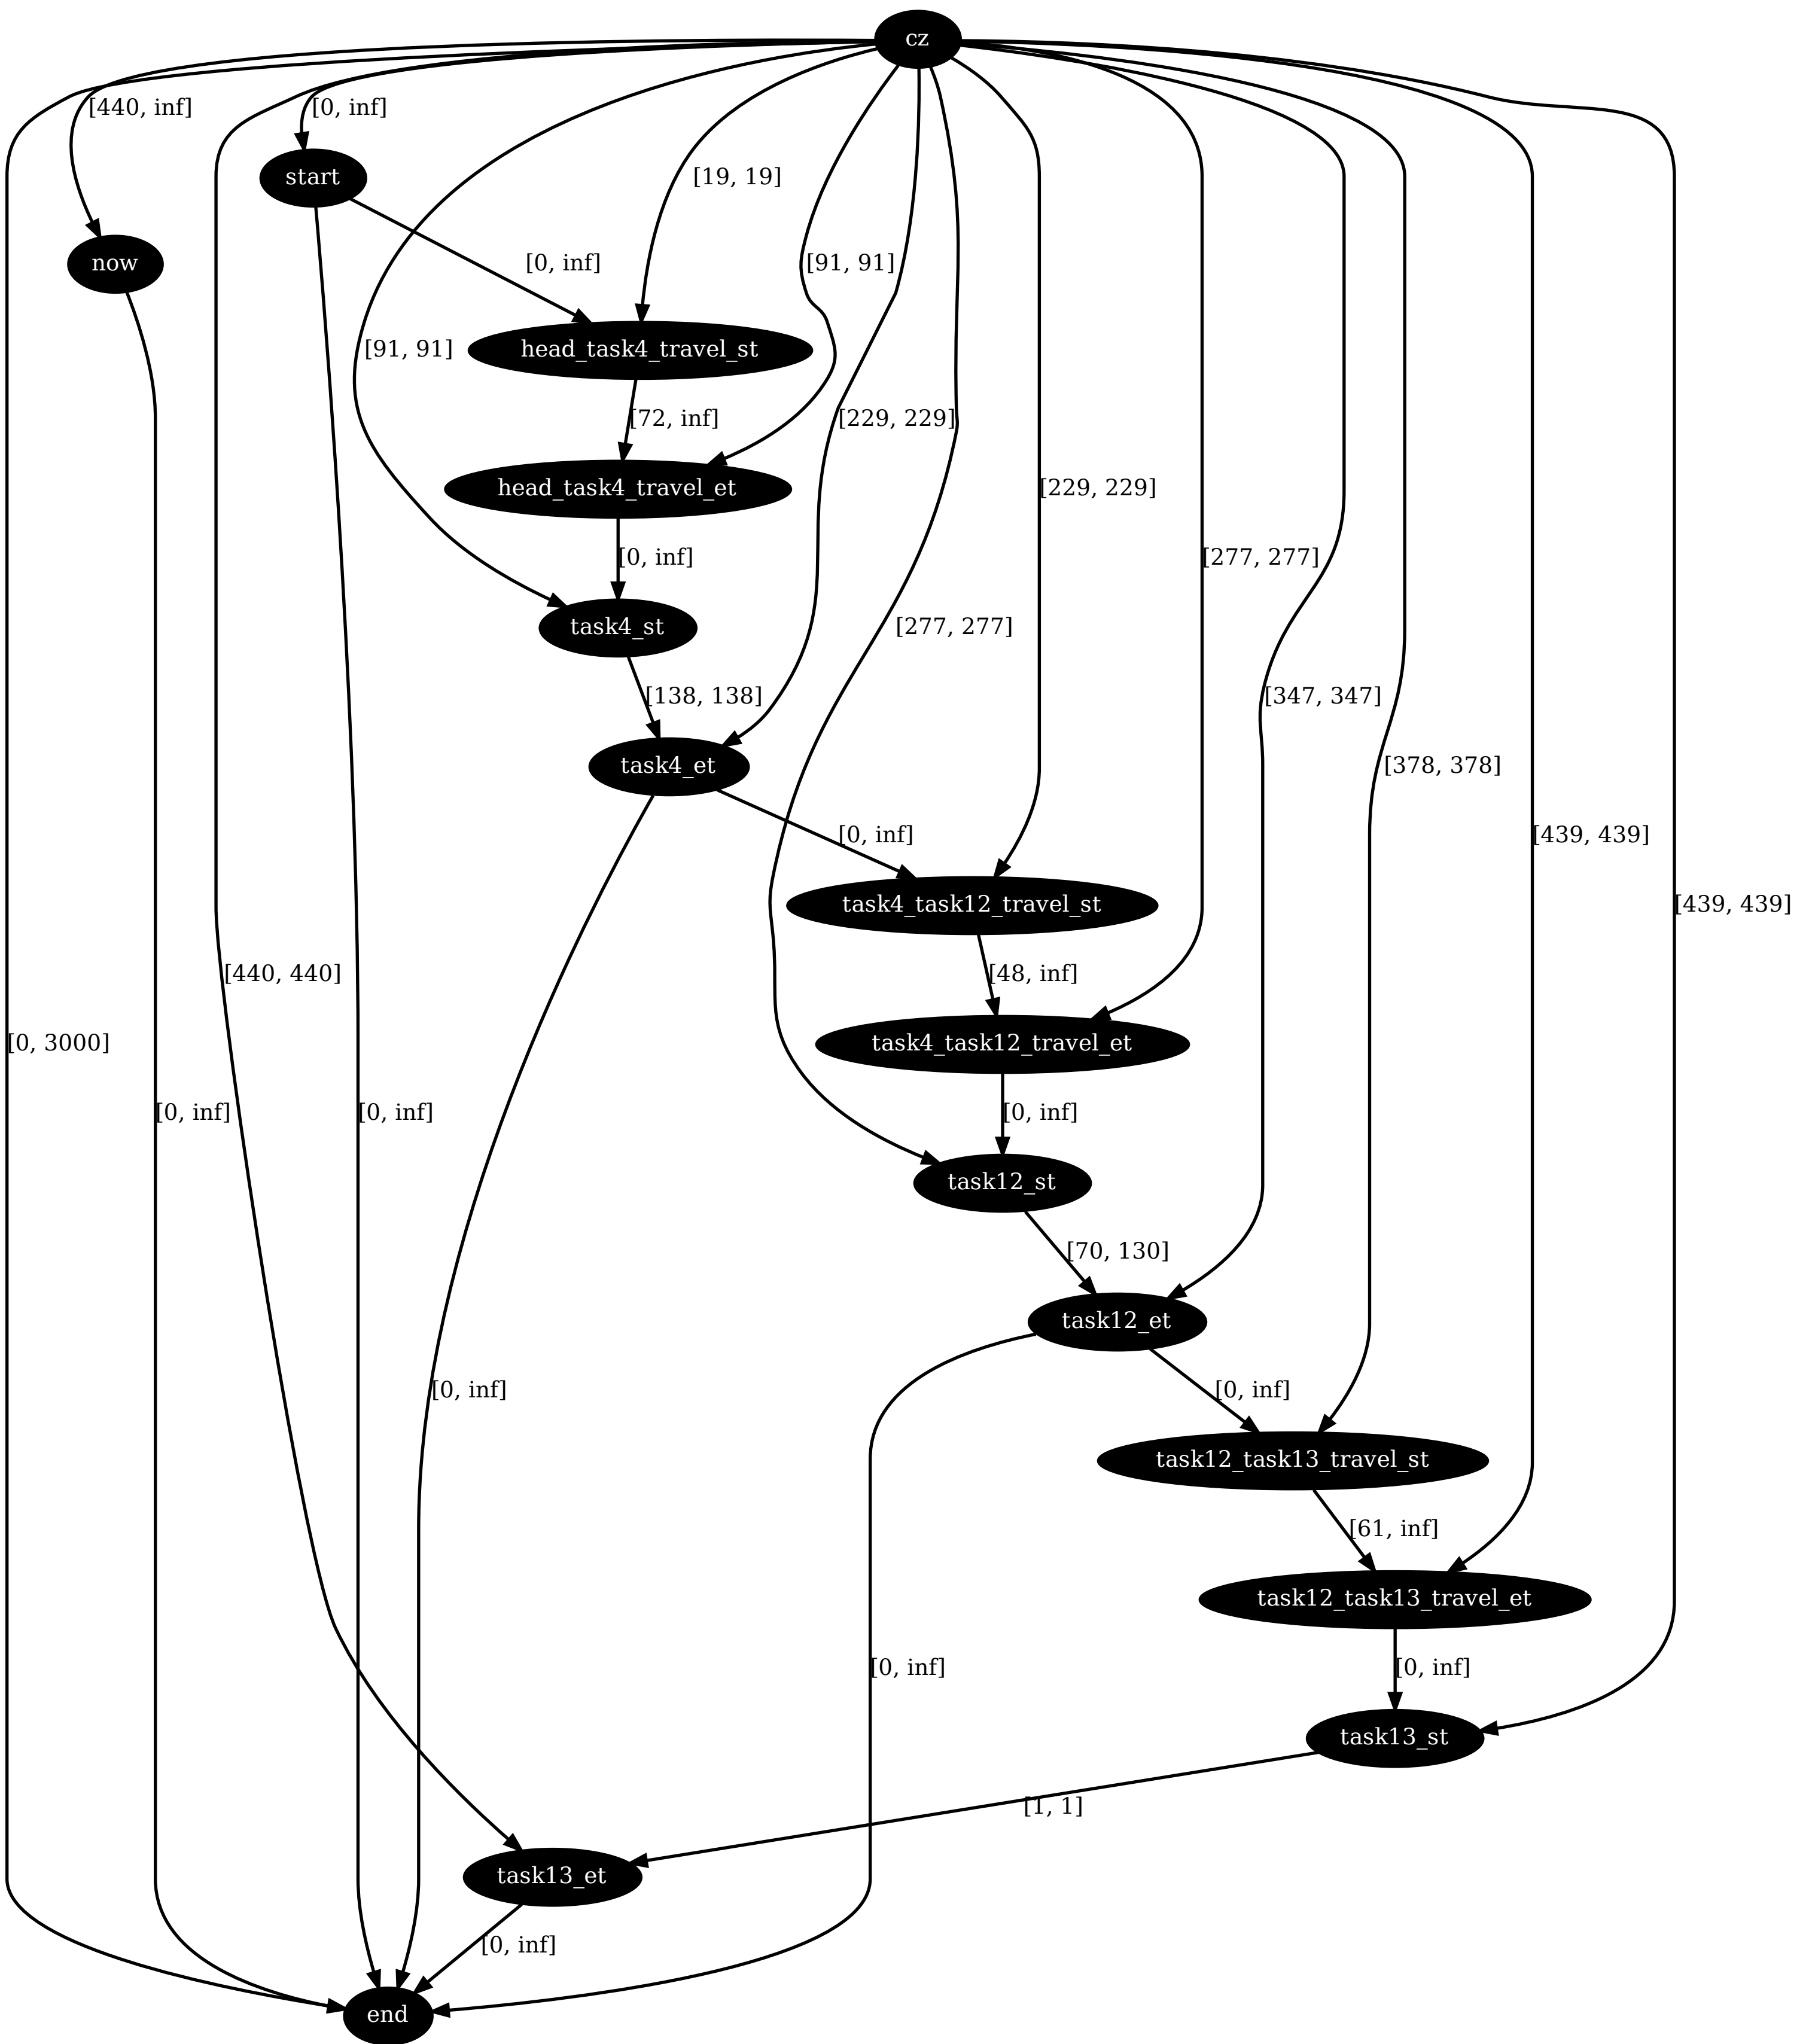 cz
[440, inf]
[0, inf]
start
[19, 19]
now
[0, inf]
[91, 91]
[91, 91]
head_task4_travel_st
[72, inf]
[229, 229]
head_task4_travel_et
[229, 229]
[0, inf]
[277, 277]
task4_st
[277, 277]
[138, 138]
[347, 347]
task4_et
[378, 378]
[0, inf]
[439, 439]
task4_task12_travel_st
[439, 439]
[440, 440]
[48, inf]
[0, 3000]
task4_task12_travel_et
[0, inf]
[0, inf]
[0, inf]
task12_st
[70, 130]
task12_et
[0, inf]
[0, inf]
task12_task13_travel_st
[61, inf]
task12_task13_travel_et
[0, inf]
[0, inf]
task13_st
[1, 1]
task13_et
[0, inf]
end